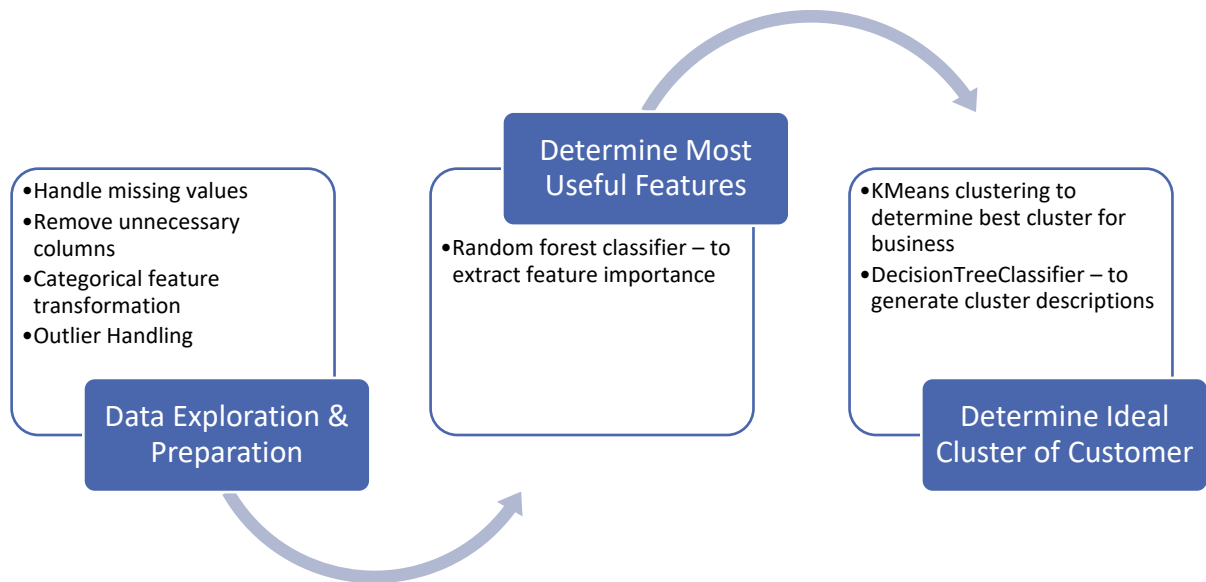 •Handle missing values
•Remove unnecessary
columns
•Categorical feature
transformation
•Outlier Handling
Data Exploration &
Preparation
Determine Most
Useful Features
•Random forest classifier – to
extract feature importance
•KMeans clustering to
determine best cluster for
business
•DecisionTreeClassifier – to
generate cluster descriptions
Determine Ideal
Cluster of Customer